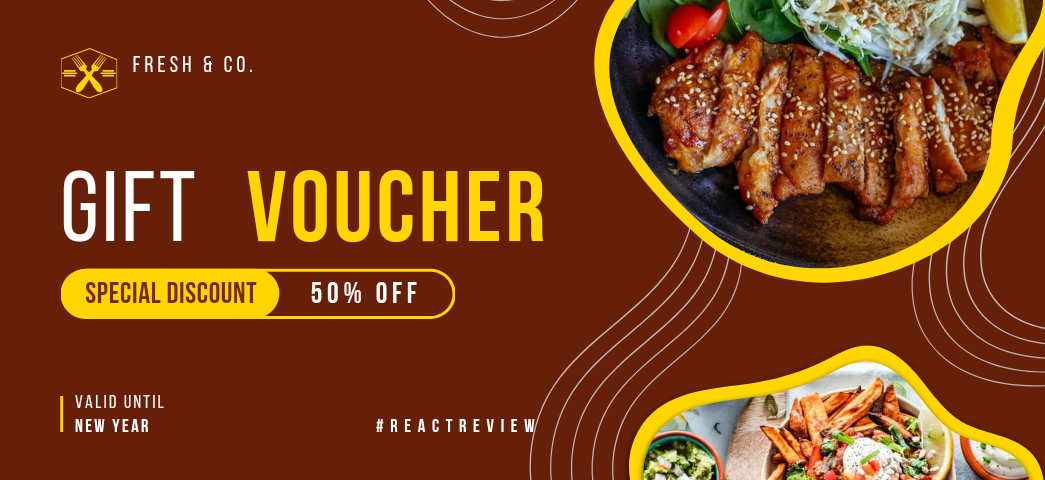 FRESH & CO.
GIFT VOUCHER
SPECIAL DISCOUNT 50% OFF
VALID UNTIL
NEW YEAR
#REACTREVIEW